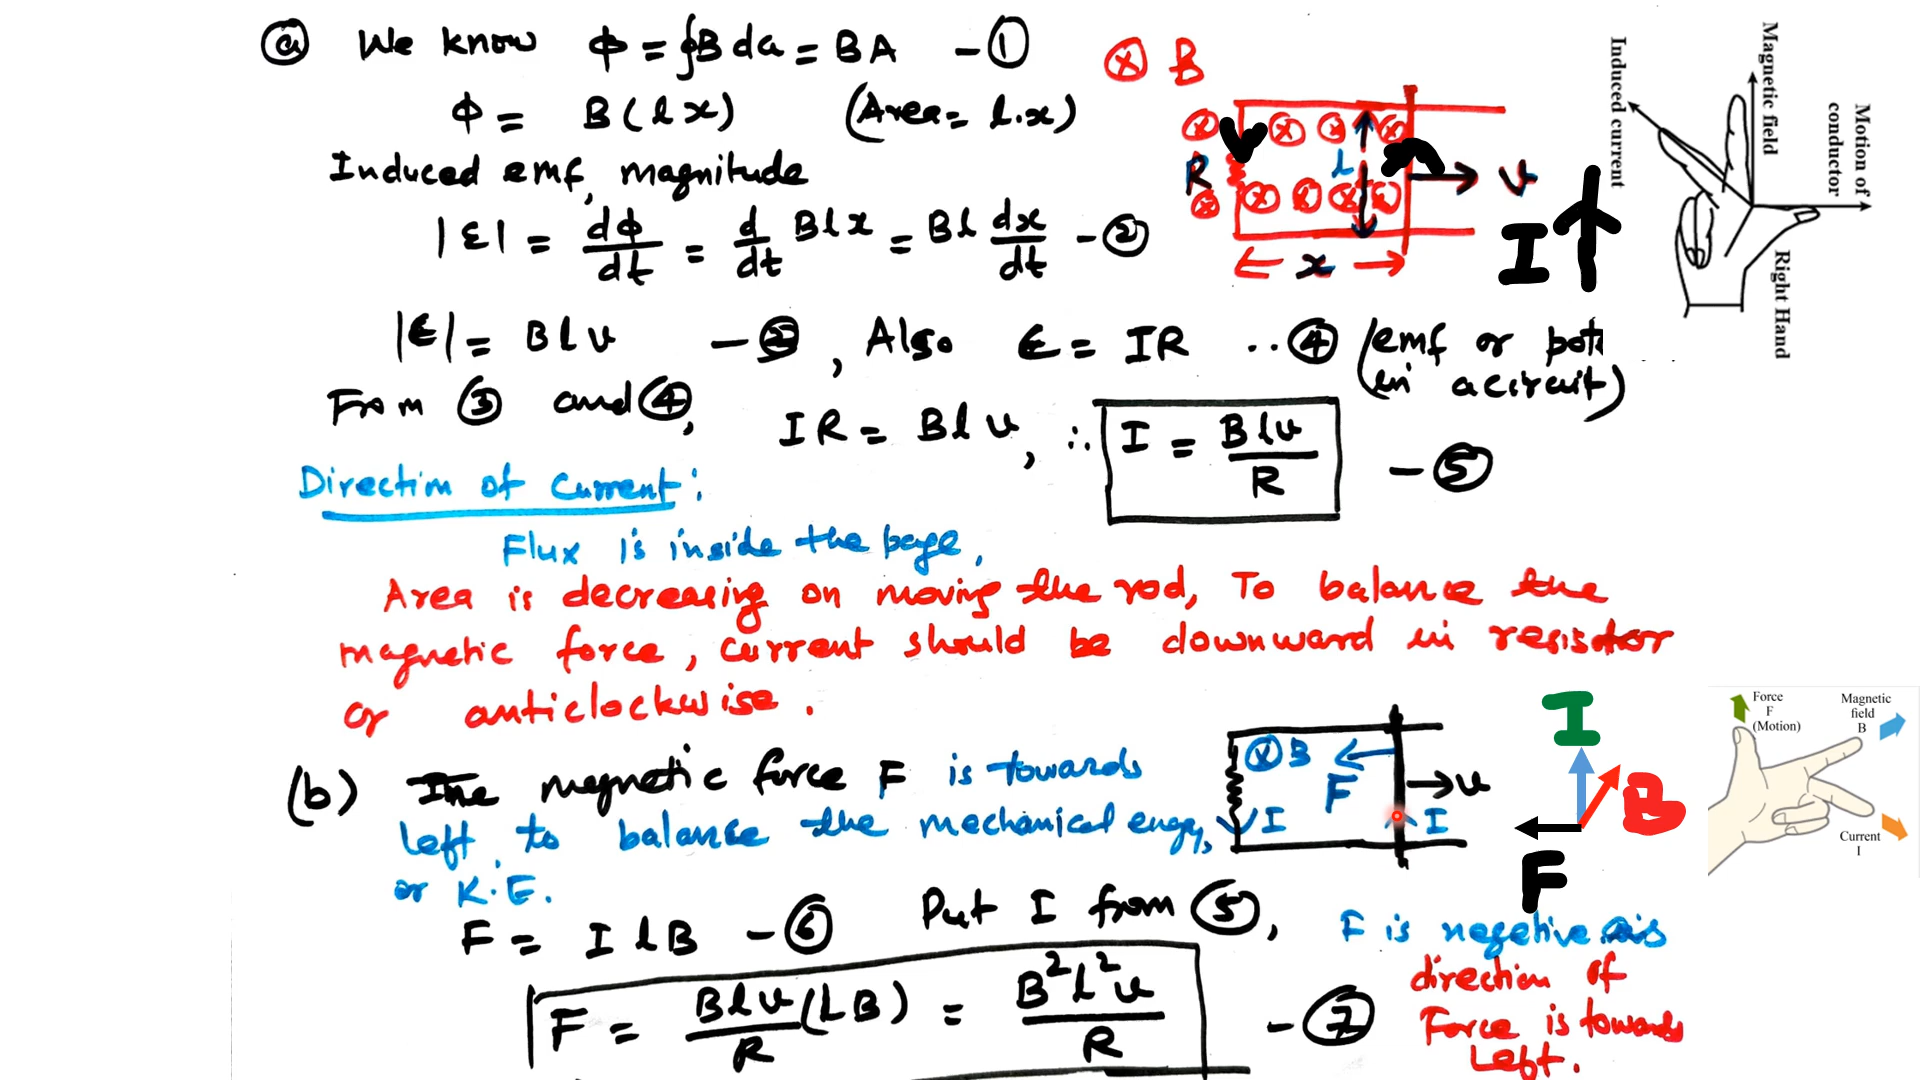 (a) We know Φ = ∮B da = BA - (1)
Φ = B(lx) (Area = l.x)
Induced emf, magnitude
|ε| = dΦ/dt = d/dt Blx = Bl dx/dt - (2)
|ε| = Blv - (3), Also ε = IR .. (4) (emf or pot
in a circuit)
From (3) and (4), IR = Blv, ∴ I = Blv/R - (5)
Direction of Current:
Flux is inside the page,
Area is decreasing on moving the rod, To balance the
magnetic force, current should be downward in resistor
or anticlockwise.
(b) The magnetic force F is towards
left, to balance the mechanical enegy,
or K.E.
F = IlB - (6) Put I from (5),
F = Blv/R (lB) = B²l²v/R - (7)
F is negetive as
direction of
Force is towards
Left.
⊗ B
R
l
v
x
I
Induced current
Magnetic field
Motion of
conductor
Right Hand
⊗ B
F
v
I
I
I
B
F
Force
F
(Motion)
Magnetic
field
B
Current
I